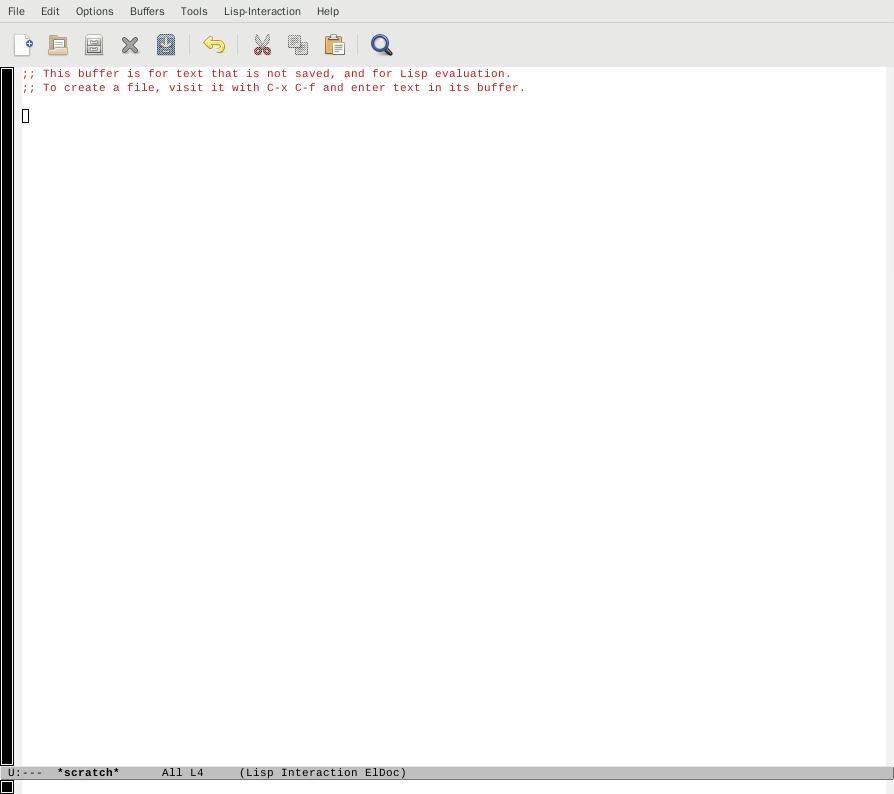 File Edit Options Buffers Tools Lisp-Interaction Help
;; This buffer is for text that is not saved, and for Lisp evaluation.
;; To create a file, visit it with C-x C-f and enter text in its buffer.
U:--- *scratch* All L4 (Lisp Interaction ElDoc)